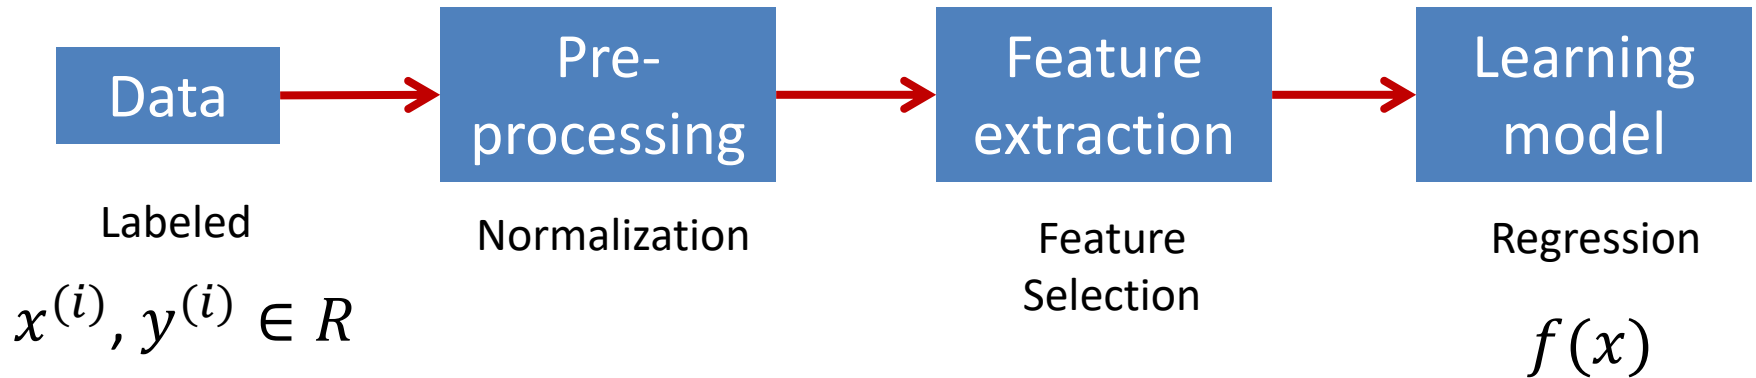 Data
Pre-
processing
Feature
extraction
Learning
model
Labeled
Normalization
Feature
Selection
Regression
x^(i), y^(i) ∈ R
f(x)